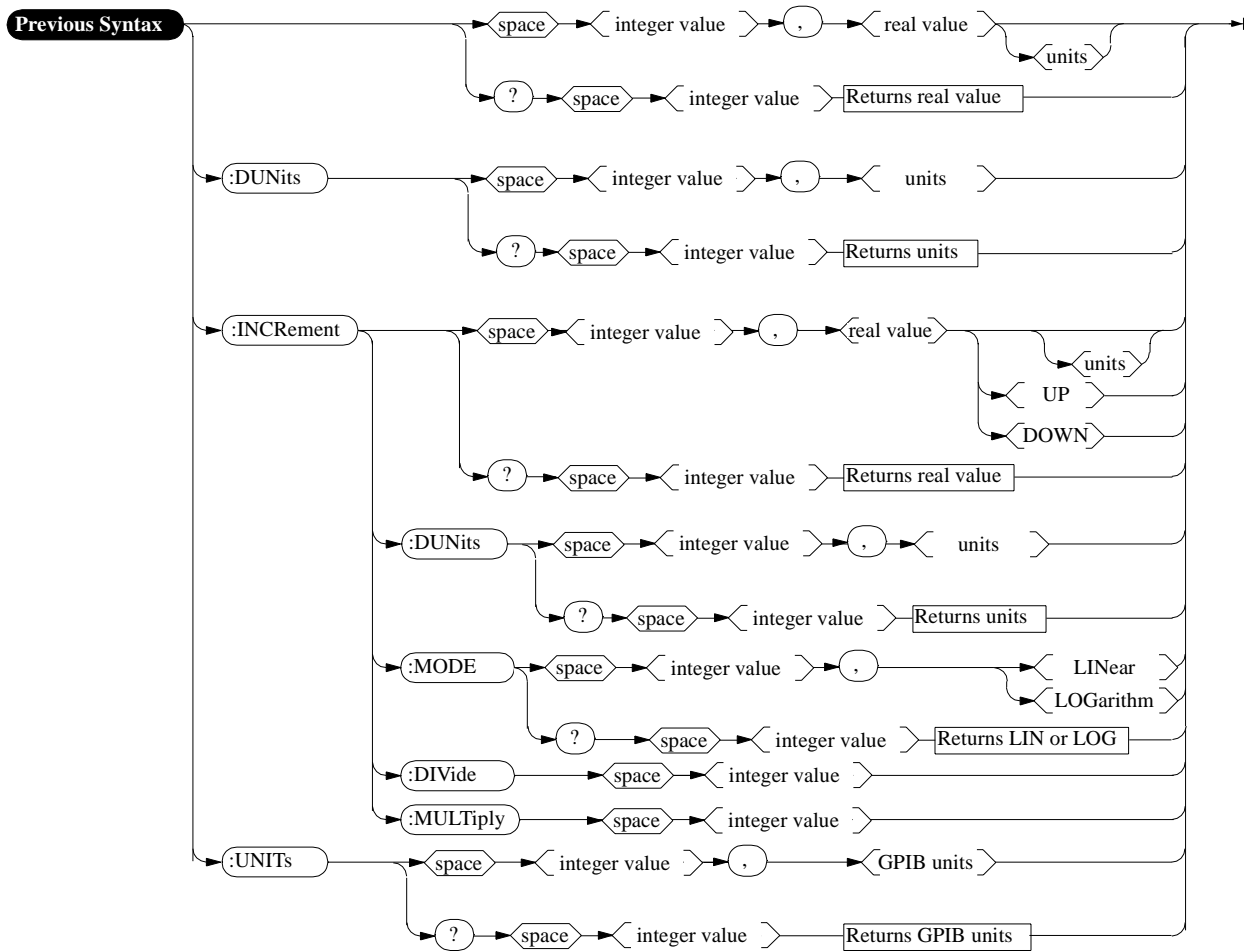 Previous Syntax space integer value , real value
units
? space integer value Returns real value
:DUNits space integer value , units
? space integer value Returns units
:INCRement space integer value , real value
units
UP
DOWN
? space integer value Returns real value
:DUNits space integer value , units
? space integer value Returns units
:MODE space integer value , LINear
LOGarithm
? space integer value Returns LIN or LOG
:DIVide space integer value
:MULTiply space integer value
:UNITs space integer value , GPIB units
? space integer value Returns GPIB units